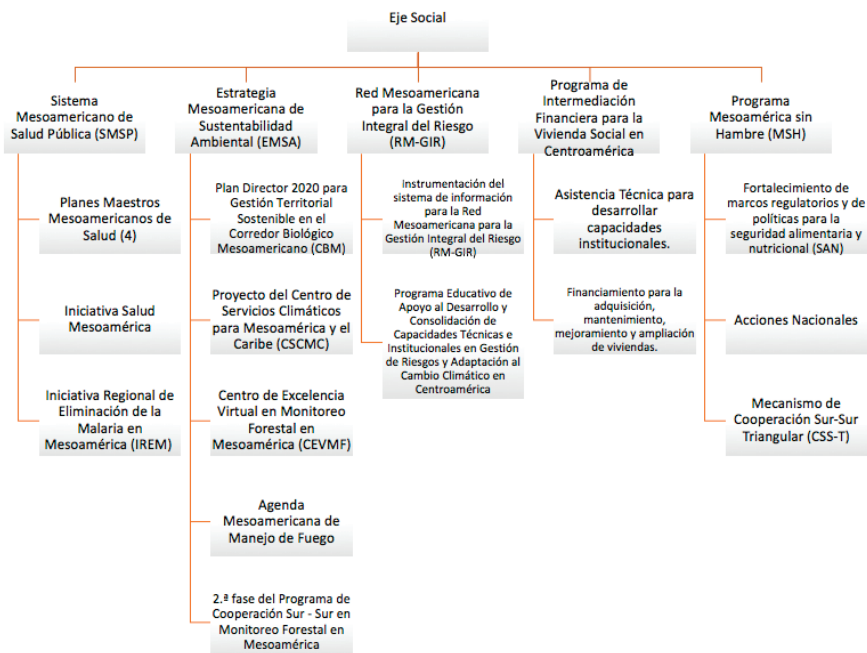 Eje Social
Sistema
Mesoamericano de
Salud Pública (SMSP)
Planes Maestros
Mesoamericanos de
Salud (4)
Iniciativa Salud
Mesoamérica
Iniciativa Regional de
Eliminación de la
Malaria en
Mesoamérica (IREM)
Estrategia
Mesoamericana de
Sustentabilidad
Ambiental (EMSA)
Plan Director 2020 para
Gestión Territorial
Sostenible en el
Corredor Biológico
Mesoamericano (CBM)
Proyecto del Centro de
Servicios Climáticos
para Mesoamérica y el
Caribe (CSCMC)
Centro de Excelencia
Virtual en Monitoreo
Forestal en
Mesoamérica (CEVMF)
Agenda
Mesoamericana de
Manejo de Fuego
2.ª fase del Programa de
Cooperación Sur - Sur en
Monitoreo Forestal en
Mesoamérica
Red Mesoamericana
para la Gestión
Integral del Riesgo
(RM-GIR)
Instrumentación del
sistema de información
para la Red
Mesoamericana para la
Gestión Integral del Riesgo
(RM-GIR)
Programa Educativo de
Apoyo al Desarrollo y
Consolidación de
Capacidades Técnicas e
Institucionales en Gestión
de Riesgos y Adaptación al
Cambio Climático en
Centroamérica
Programa de
Intermediación
Financiera para la
Vivienda Social en
Centroamérica
Asistencia Técnica para
desarrollar
capacidades
institucionales.
Financiamiento para la
adquisición,
mantenimiento,
mejoramiento y ampliación
de viviendas.
Programa
Mesoamérica sin
Hambre (MSH)
Fortalecimiento de
marcos regulatorios y de
políticas para la
seguridad alimentaria y
nutricional (SAN)
Acciones Nacionales
Mecanismo de
Cooperación Sur-Sur
Triangular (CSS-T)